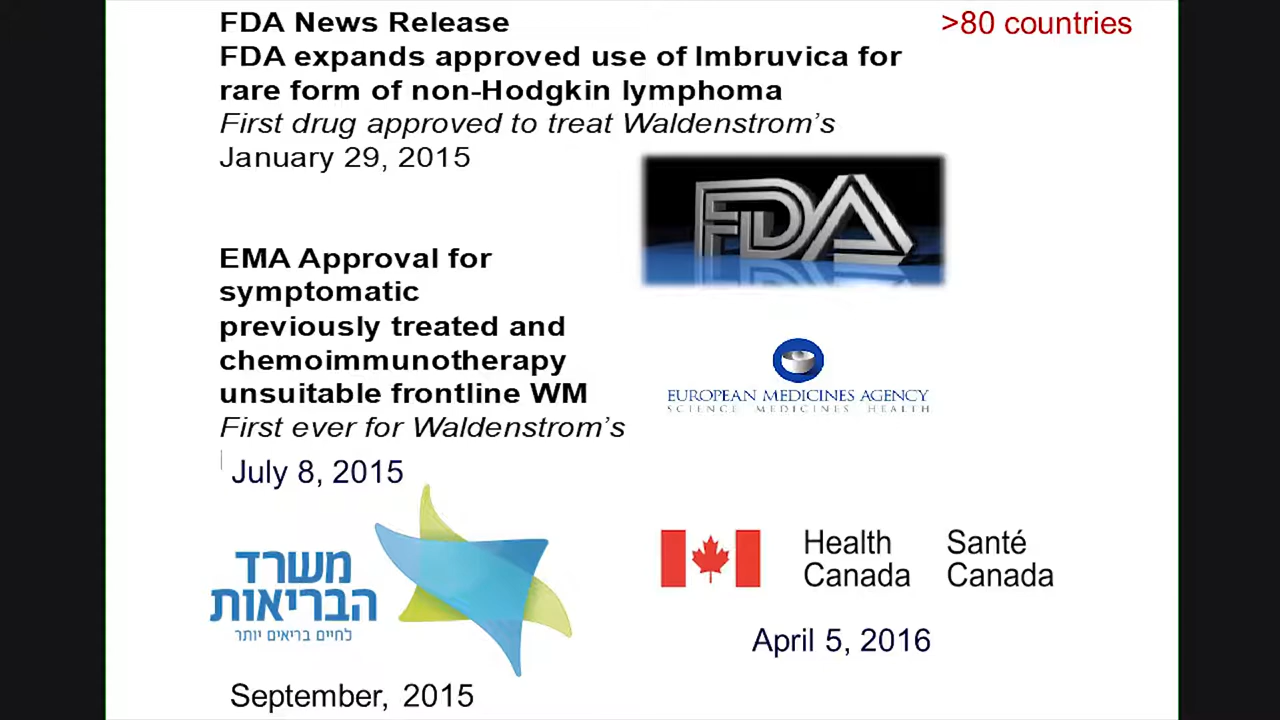 FDA News Release
>80 countries
FDA expands approved use of Imbruvica for
rare form of non-Hodgkin lymphoma
First drug approved to treat Waldenstrom's
January 29, 2015
FDA
EMA Approval for
symptomatic
previously treated and
chemoimmunotherapy
unsuitable frontline WM
First ever for Waldenstrom's
July 8, 2015
EUROPEAN MEDICINES AGENCY
SCIENCE MEDICINES HEALTH
משרד
הבריאות
לחיים בריאים יותר
September, 2015
Health Santé
Canada Canada
April 5, 2016